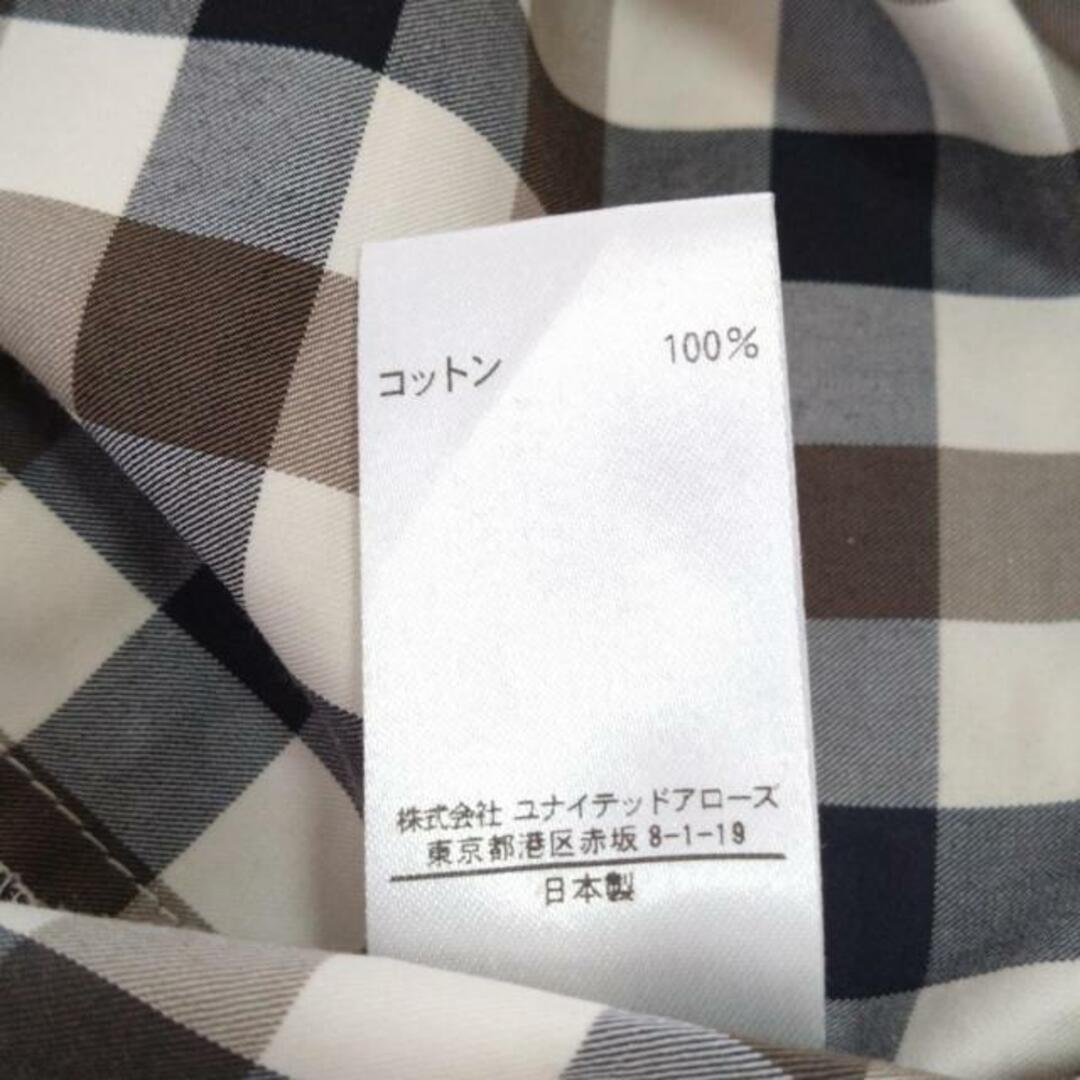 コットン 100%
株式会社 ユナイテッドアローズ
東京都港区赤坂 8-1-19
日本製